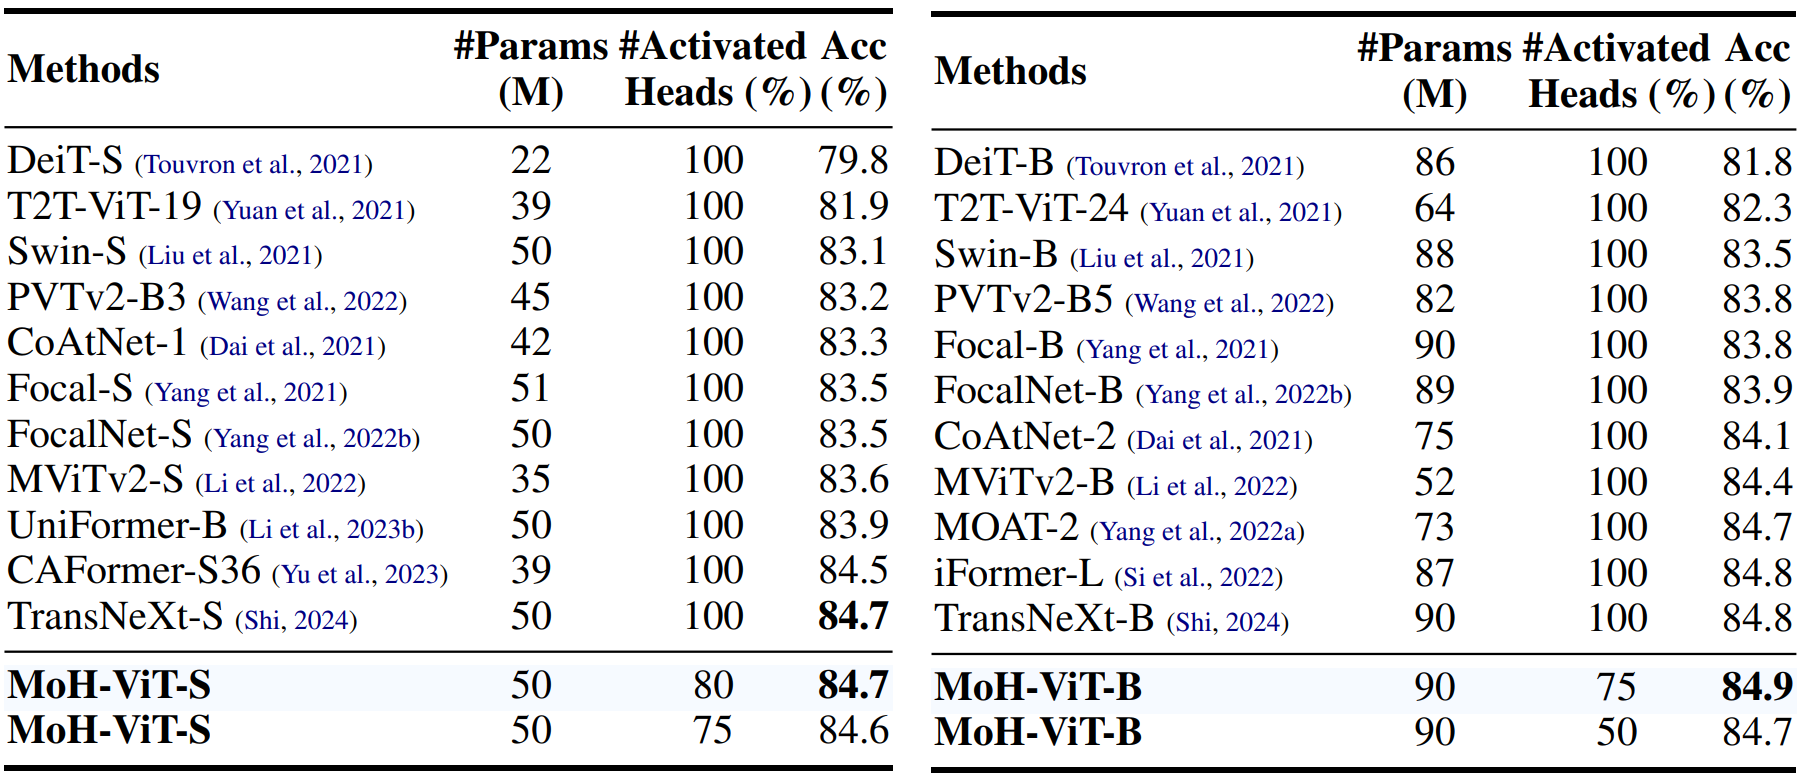 Methods #Params (M) #Activated Heads (%) Acc (%)
DeiT-S (Touvron et al., 2021) 22 100 79.8
T2T-ViT-19 (Yuan et al., 2021) 39 100 81.9
Swin-S (Liu et al., 2021) 50 100 83.1
PVTv2-B3 (Wang et al., 2022) 45 100 83.2
CoAtNet-1 (Dai et al., 2021) 42 100 83.3
Focal-S (Yang et al., 2021) 51 100 83.5
FocalNet-S (Yang et al., 2022b) 50 100 83.5
MViTv2-S (Li et al., 2022) 35 100 83.6
UniFormer-B (Li et al., 2023b) 50 100 83.9
CAFormer-S36 (Yu et al., 2023) 39 100 84.5
TransNeXt-S (Shi, 2024) 50 100 84.7
MoH-ViT-S 50 80 84.7
MoH-ViT-S 50 75 84.6
Methods #Params (M) #Activated Heads (%) Acc (%)
DeiT-B (Touvron et al., 2021) 86 100 81.8
T2T-ViT-24 (Yuan et al., 2021) 64 100 82.3
Swin-B (Liu et al., 2021) 88 100 83.5
PVTv2-B5 (Wang et al., 2022) 82 100 83.8
Focal-B (Yang et al., 2021) 90 100 83.8
FocalNet-B (Yang et al., 2022b) 89 100 83.9
CoAtNet-2 (Dai et al., 2021) 75 100 84.1
MViTv2-B (Li et al., 2022) 52 100 84.4
MOAT-2 (Yang et al., 2022a) 73 100 84.7
iFormer-L (Si et al., 2022) 87 100 84.8
TransNeXt-B (Shi, 2024) 90 100 84.8
MoH-ViT-B 90 75 84.9
MoH-ViT-B 90 50 84.7